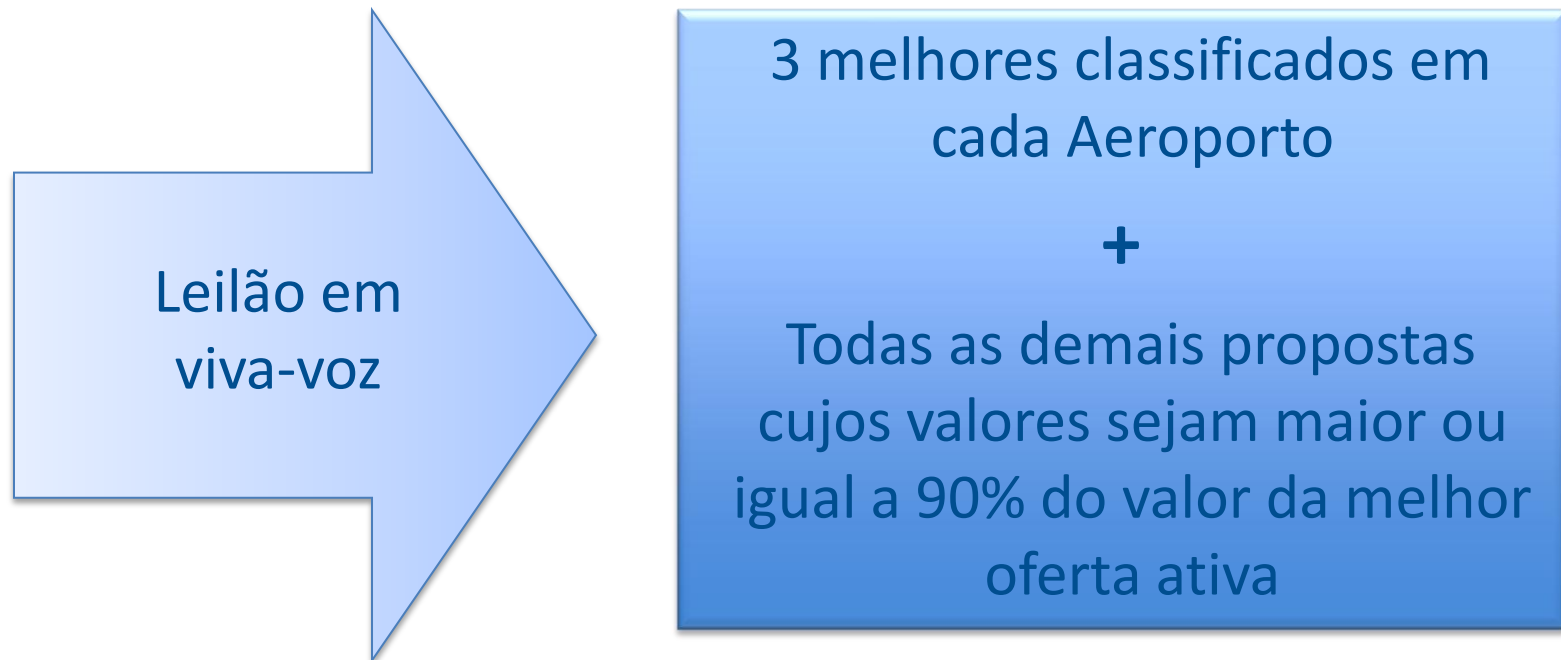 Leilão em
viva-voz
3 melhores classificados em
cada Aeroporto
+
Todas as demais propostas
cujos valores sejam maior ou
igual a 90% do valor da melhor
oferta ativa